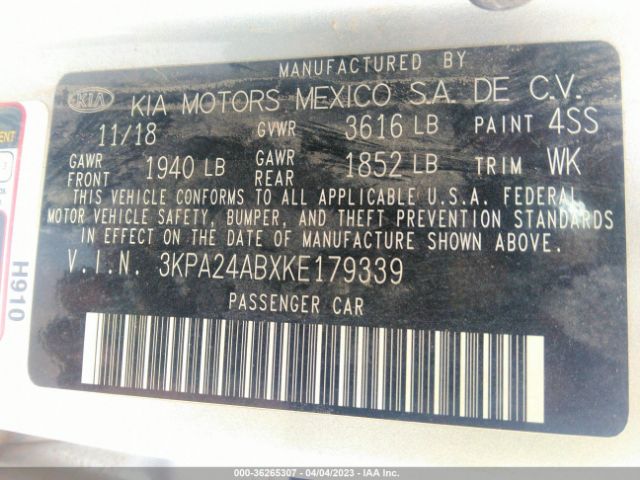 MANUFACTURED BY
KIA KIA MOTORS MEXICO S.A. DE C.V.
11/18 GVWR 3616 LB PAINT 4SS
GAWR FRONT 1940 LB GAWR REAR 1852 LB TRIM WK
THIS VEHICLE CONFORMS TO ALL APPLICABLE U.S.A. FEDERAL
MOTOR VEHICLE SAFETY, BUMPER, AND THEFT PREVENTION STANDARDS
IN EFFECT ON THE DATE OF MANUFACTURE SHOWN ABOVE.
V.I.N. 3KPA24ABXKE179339
PASSENGER CAR
H910
000-36265307 - 04/04/2023 - IAA Inc.